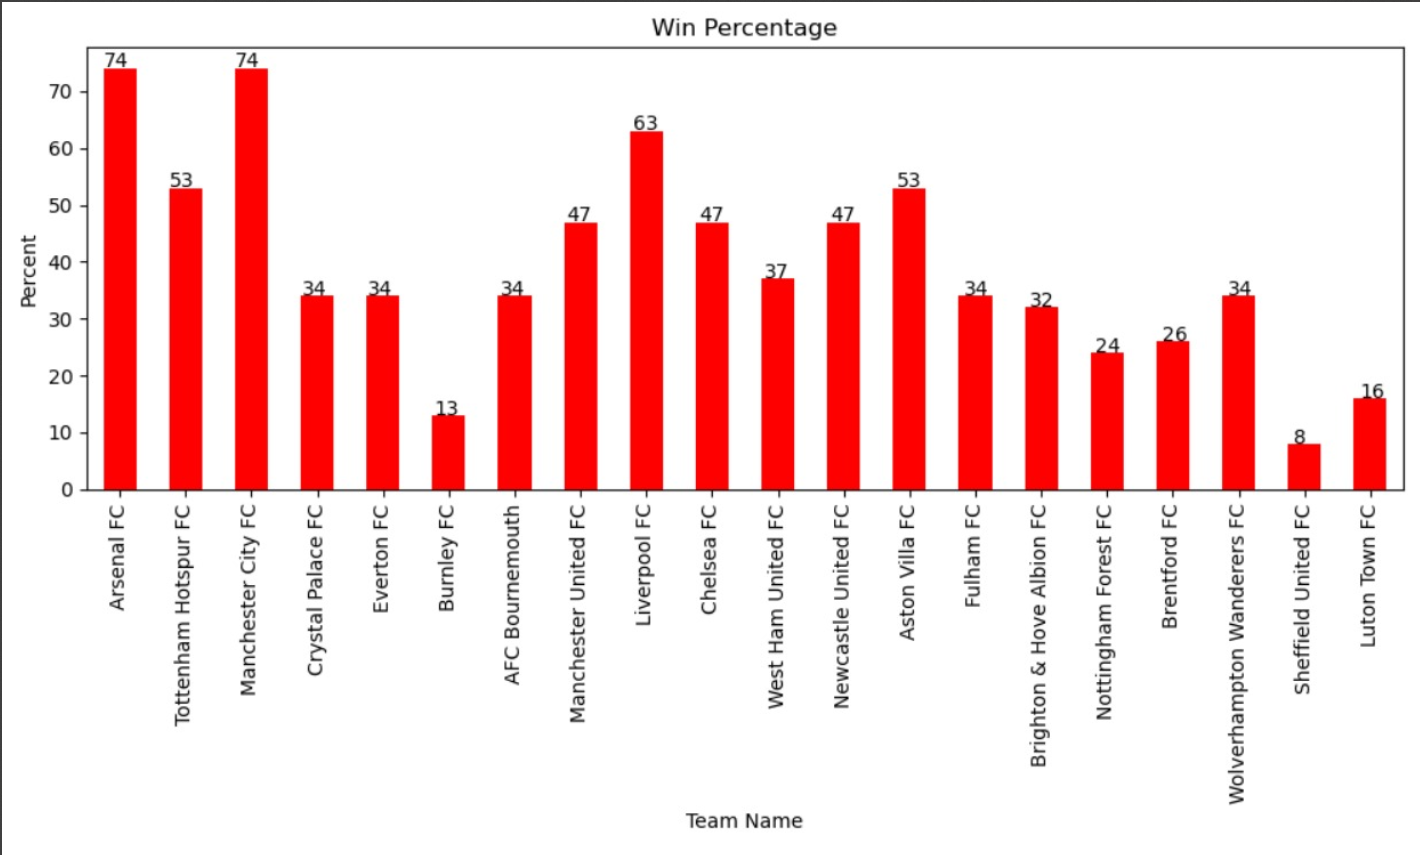 Win Percentage
Percent
70
60
50
40
30
20
10
0
74
53
74
34
34
13
34
47
63
47
37
47
53
34
32
24
26
34
8
16
Arsenal FC
Tottenham Hotspur FC
Manchester City FC
Crystal Palace FC
Everton FC
Burnley FC
AFC Bournemouth
Manchester United FC
Liverpool FC
Chelsea FC
West Ham United FC
Newcastle United FC
Aston Villa FC
Fulham FC
Brighton & Hove Albion FC
Nottingham Forest FC
Brentford FC
Wolverhampton Wanderers FC
Sheffield United FC
Luton Town FC
Team Name